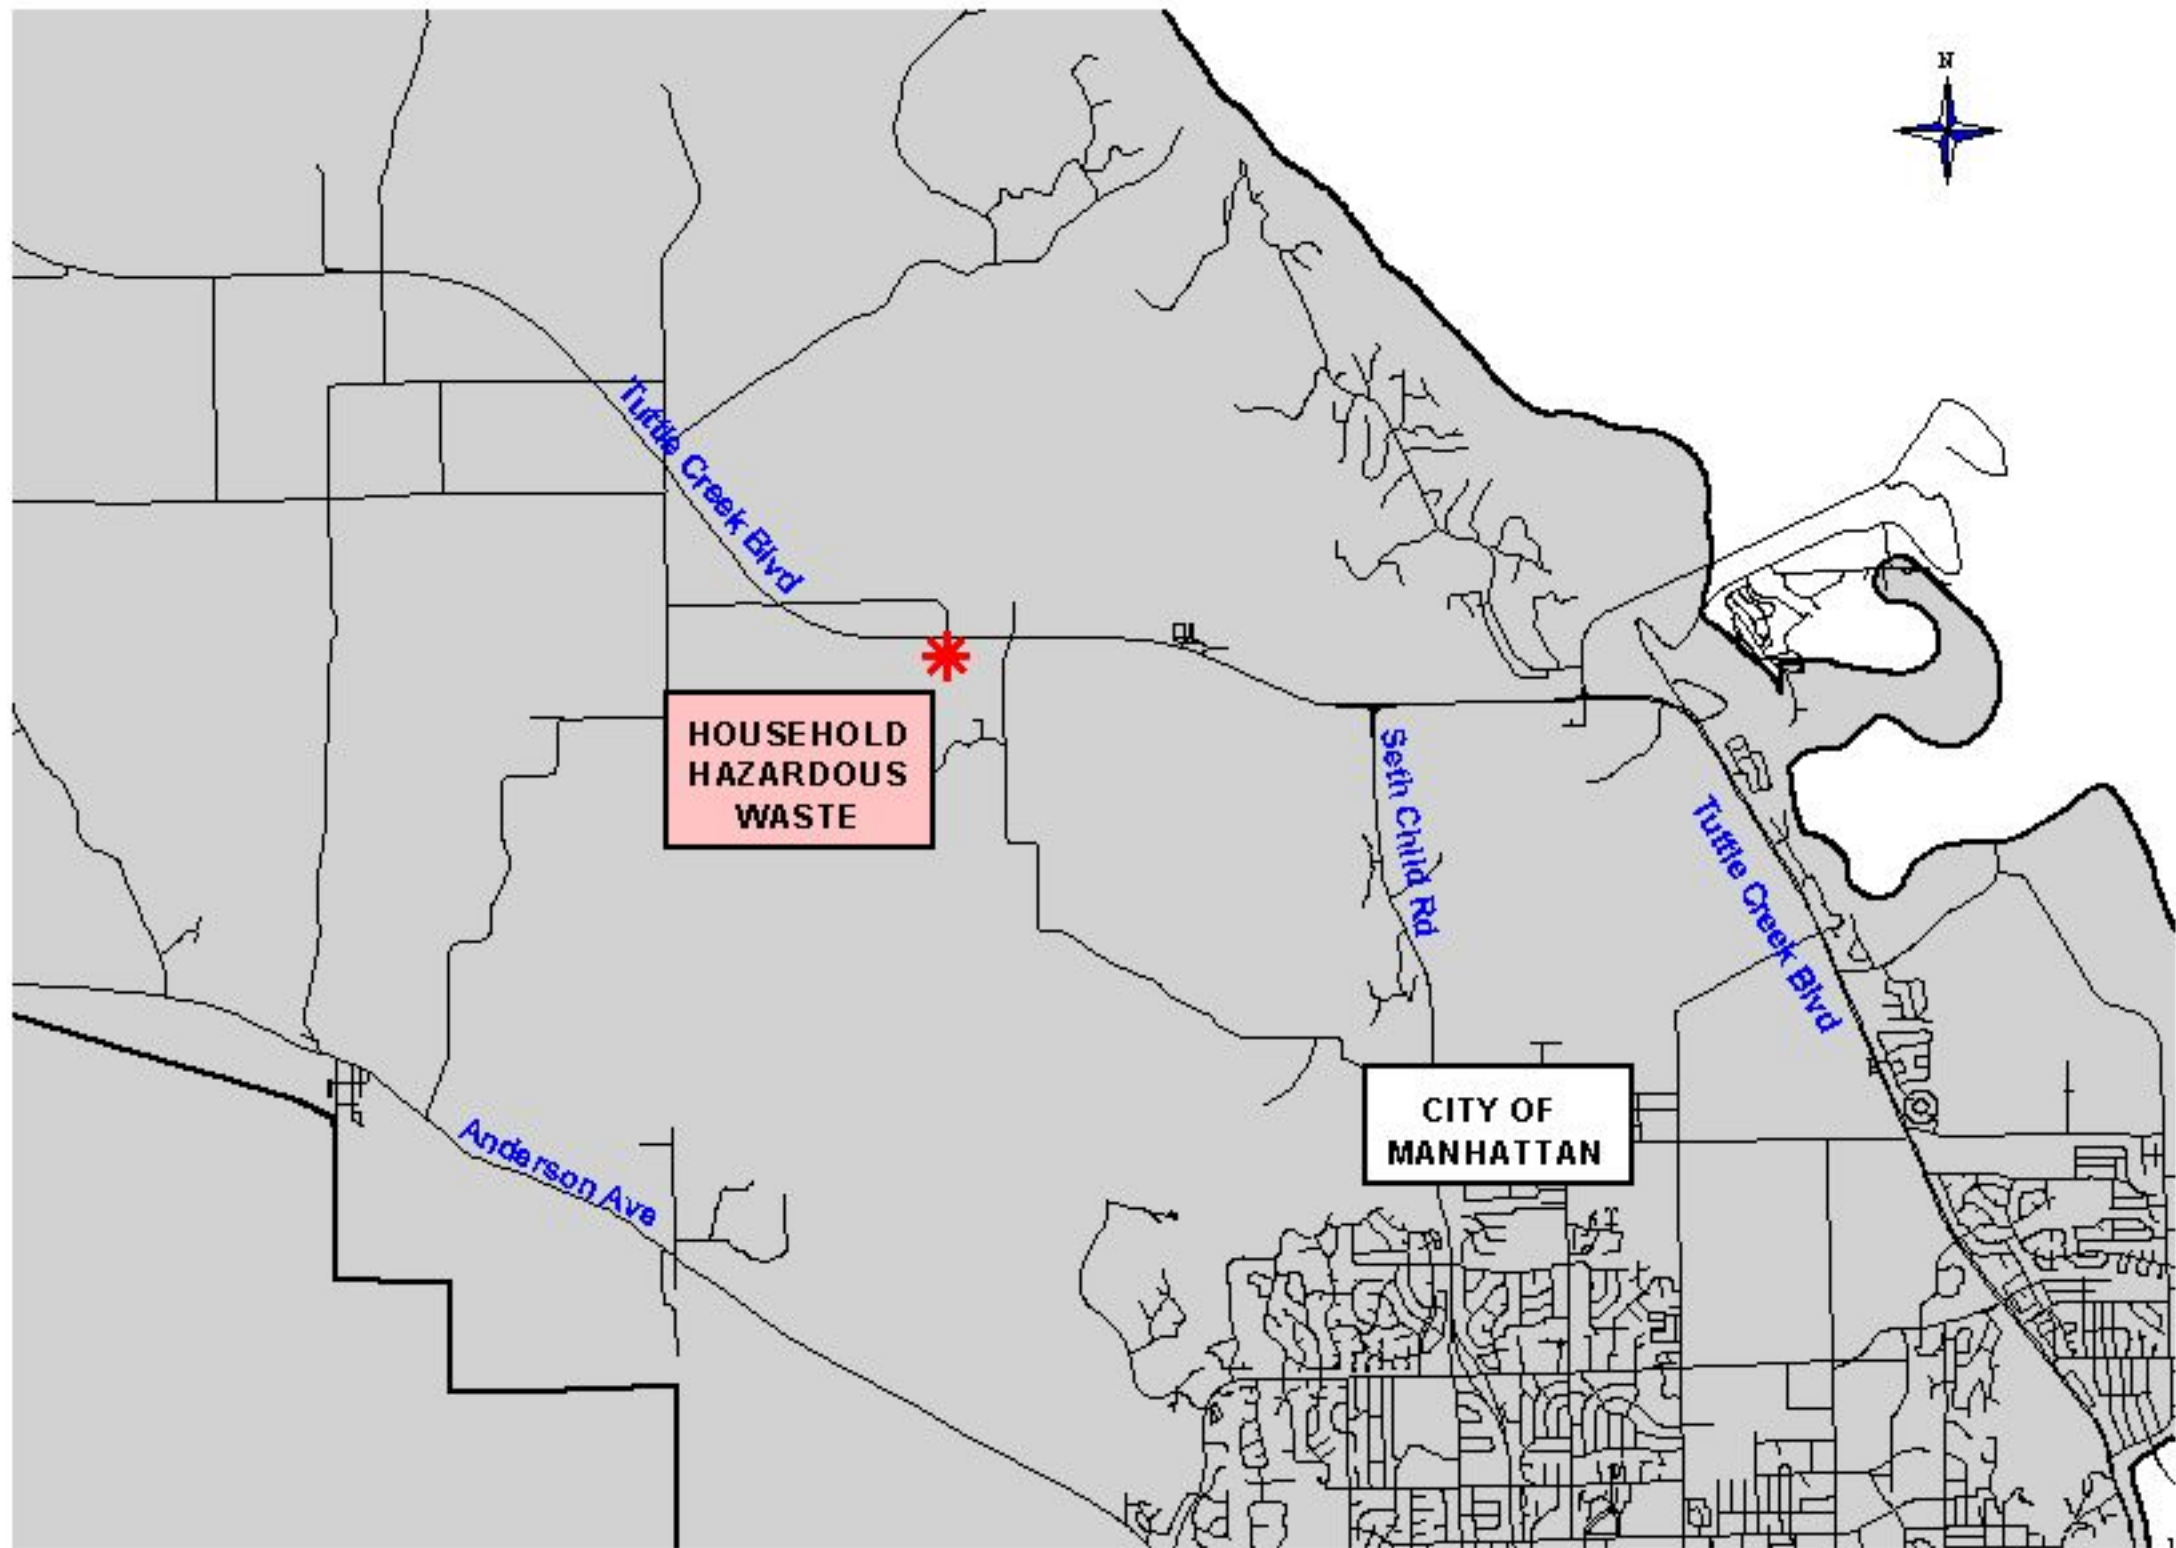 N
Tuttle Creek Blvd
HOUSEHOLD
HAZARDOUS
WASTE
Seth Child Rd
Tuttle Creek Blvd
CITY OF
MANHATTAN
Anderson Ave